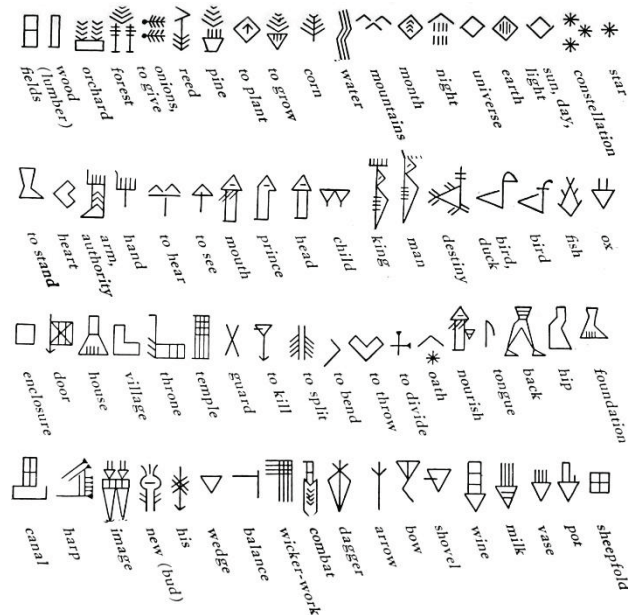 fields
wood
(lumber)
orchard
forest
onions,
to give
reed
pine
to plant
to grow
corn
water
mountains
month
night
universe
earth
sun, day,
light
constellation
star
to stand
heart
arm,
authority
hand
to hear
to see
mouth
prince
head
child
king
man
destiny
bird,
duck
bird
fish
ox
enclosure
door
house
village
throne
temple
guard
to kill
to split
to bend
to throw
to divide
oath
nourish
tongue
back
hip
foundation
canal
harp
image
new (bud)
his
wedge
balance
wicker-work
combat
dagger
arrow
bow
shovel
wine
milk
vase
pot
sheepfold